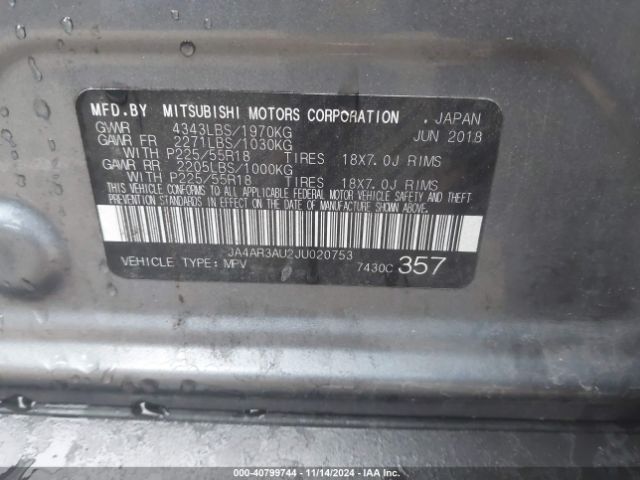 MFD.BY MITSUBISHI MOTORS CORPORATION , JAPAN
GVWR 4343LBS/1970KG JUN 2018
GAWR FR 2271LBS/1030KG
WITH P225/55R18 TIRES 18X7.0J RIMS
GAWR RR 2205LBS/1000KG
WITH P225/55R18 TIRES 18X7.0J RIMS
THIS VEHICLE CONFORMS TO ALL APPLICABLE FEDERAL MOTOR VEHICLE SAFETY AND THEFT
PREVENTION STANDARDS IN EFFECT ON THE DATE OF MANUFACTURE SHOWN ABOVE.
JA4AR3AU2JU020753
VEHICLE TYPE: MPV 7430C 357
000-40799744 - 11/14/2024 - IAA Inc.